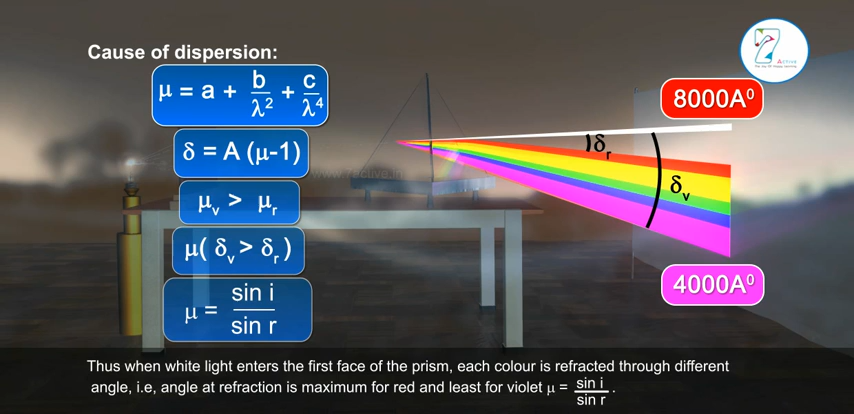 7
Active
Cause of dispersion:
μ = a + b/λ² + c/λ⁴
8000A⁰
δ = A (μ-1)
δr
δv
μv > μr
μ( δv > δr )
4000A⁰
μ = sin i / sin r
Thus when white light enters the first face of the prism, each colour is refracted through different
angle, i.e, angle at refraction is maximum for red and least for violet μ = sin i / sin r .